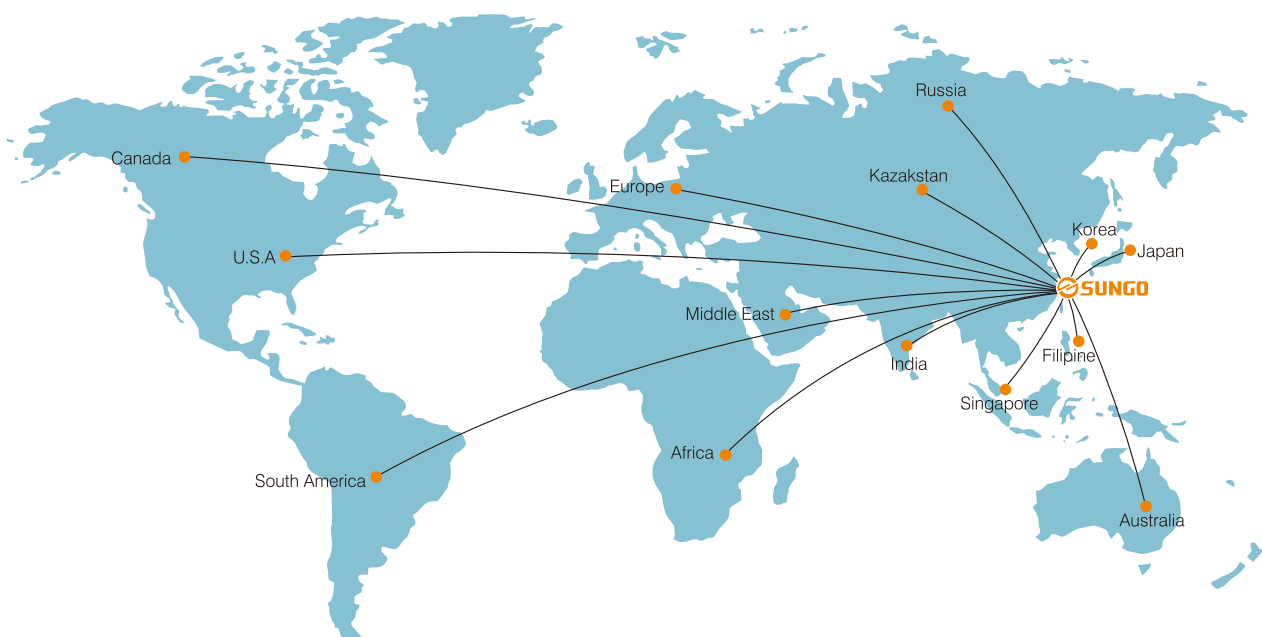 Russia
Canada
Kazakstan
Europe
Korea
U.S.A
Japan
SUNGO
Middle East
India
Filipine
Singapore
Africa
South America
Australia